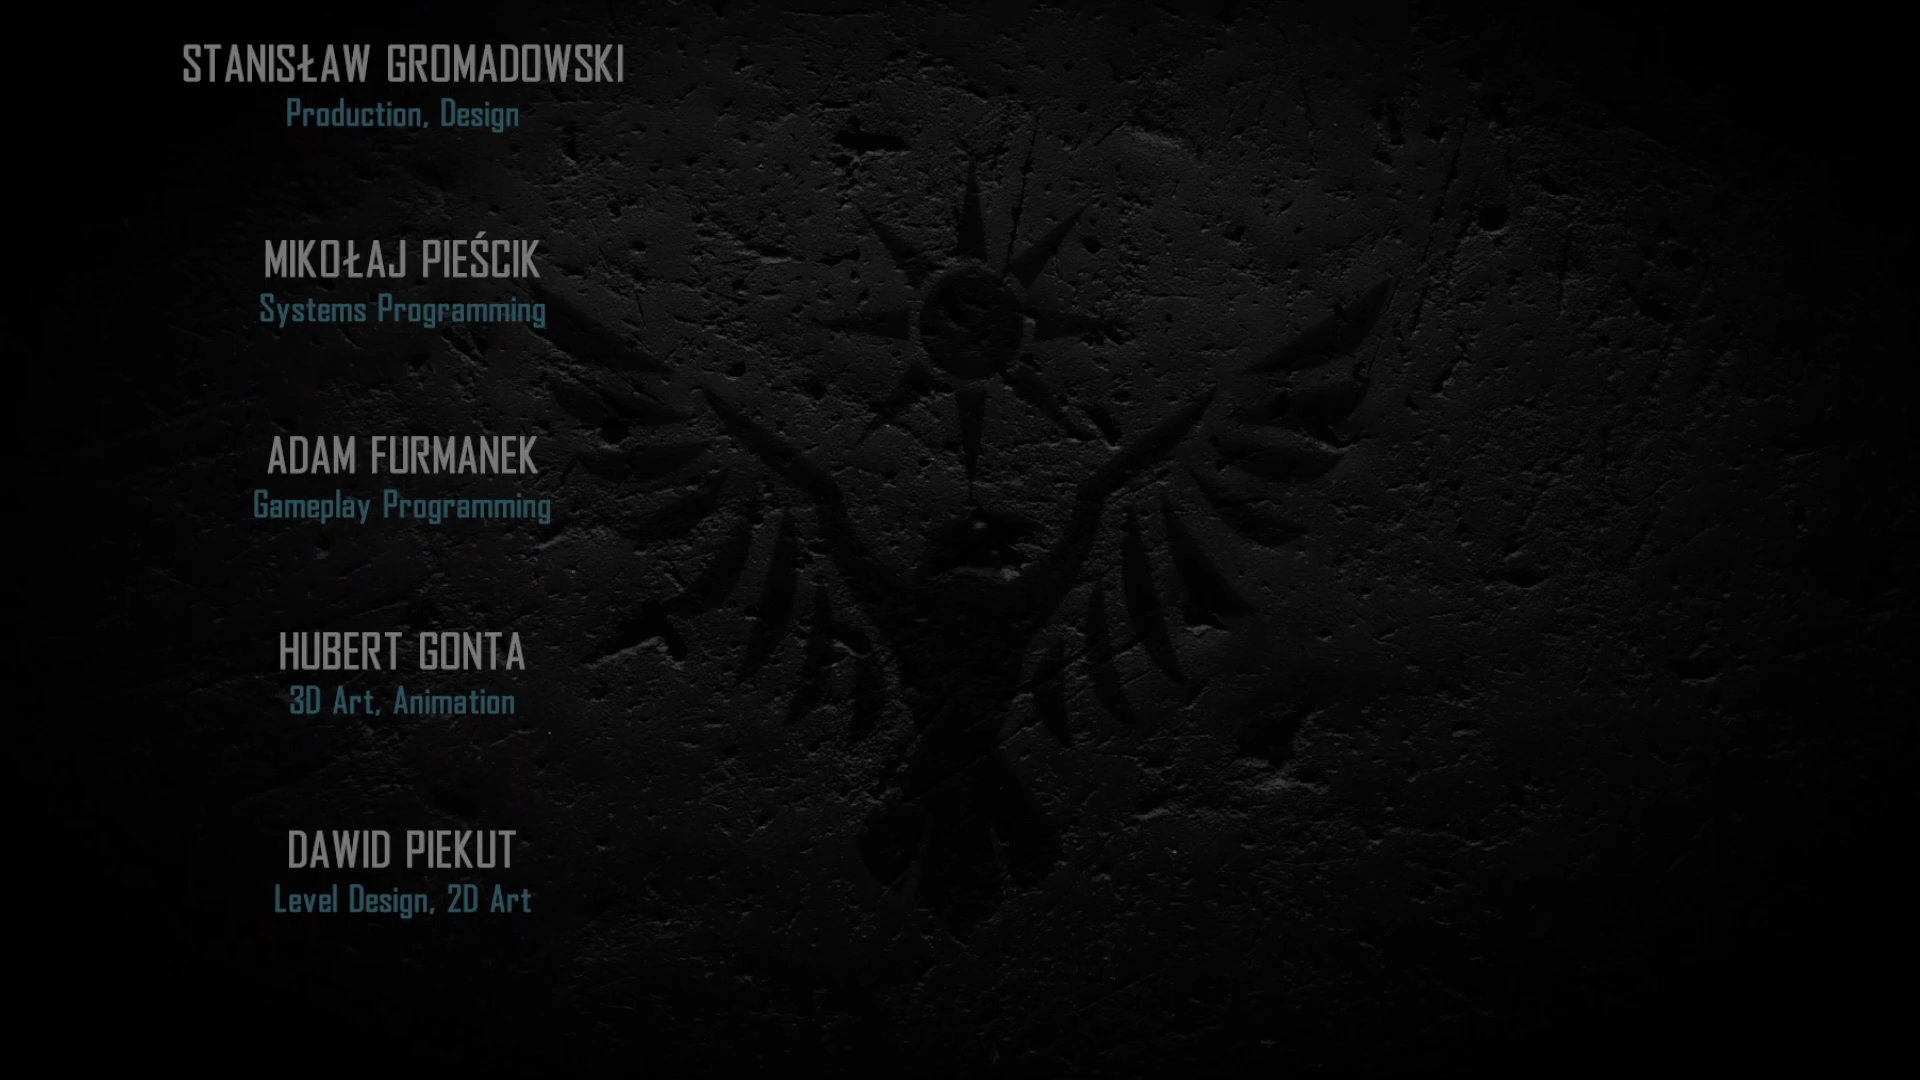 STANISŁAW GROMADOWSKI
Production, Design
MIKOŁAJ PIEŚCIK
Systems Programming
ADAM FURMANEK
Gameplay Programming
HUBERT GONTA
3D Art, Animation
DAWID PIEKUT
Level Design, 2D Art